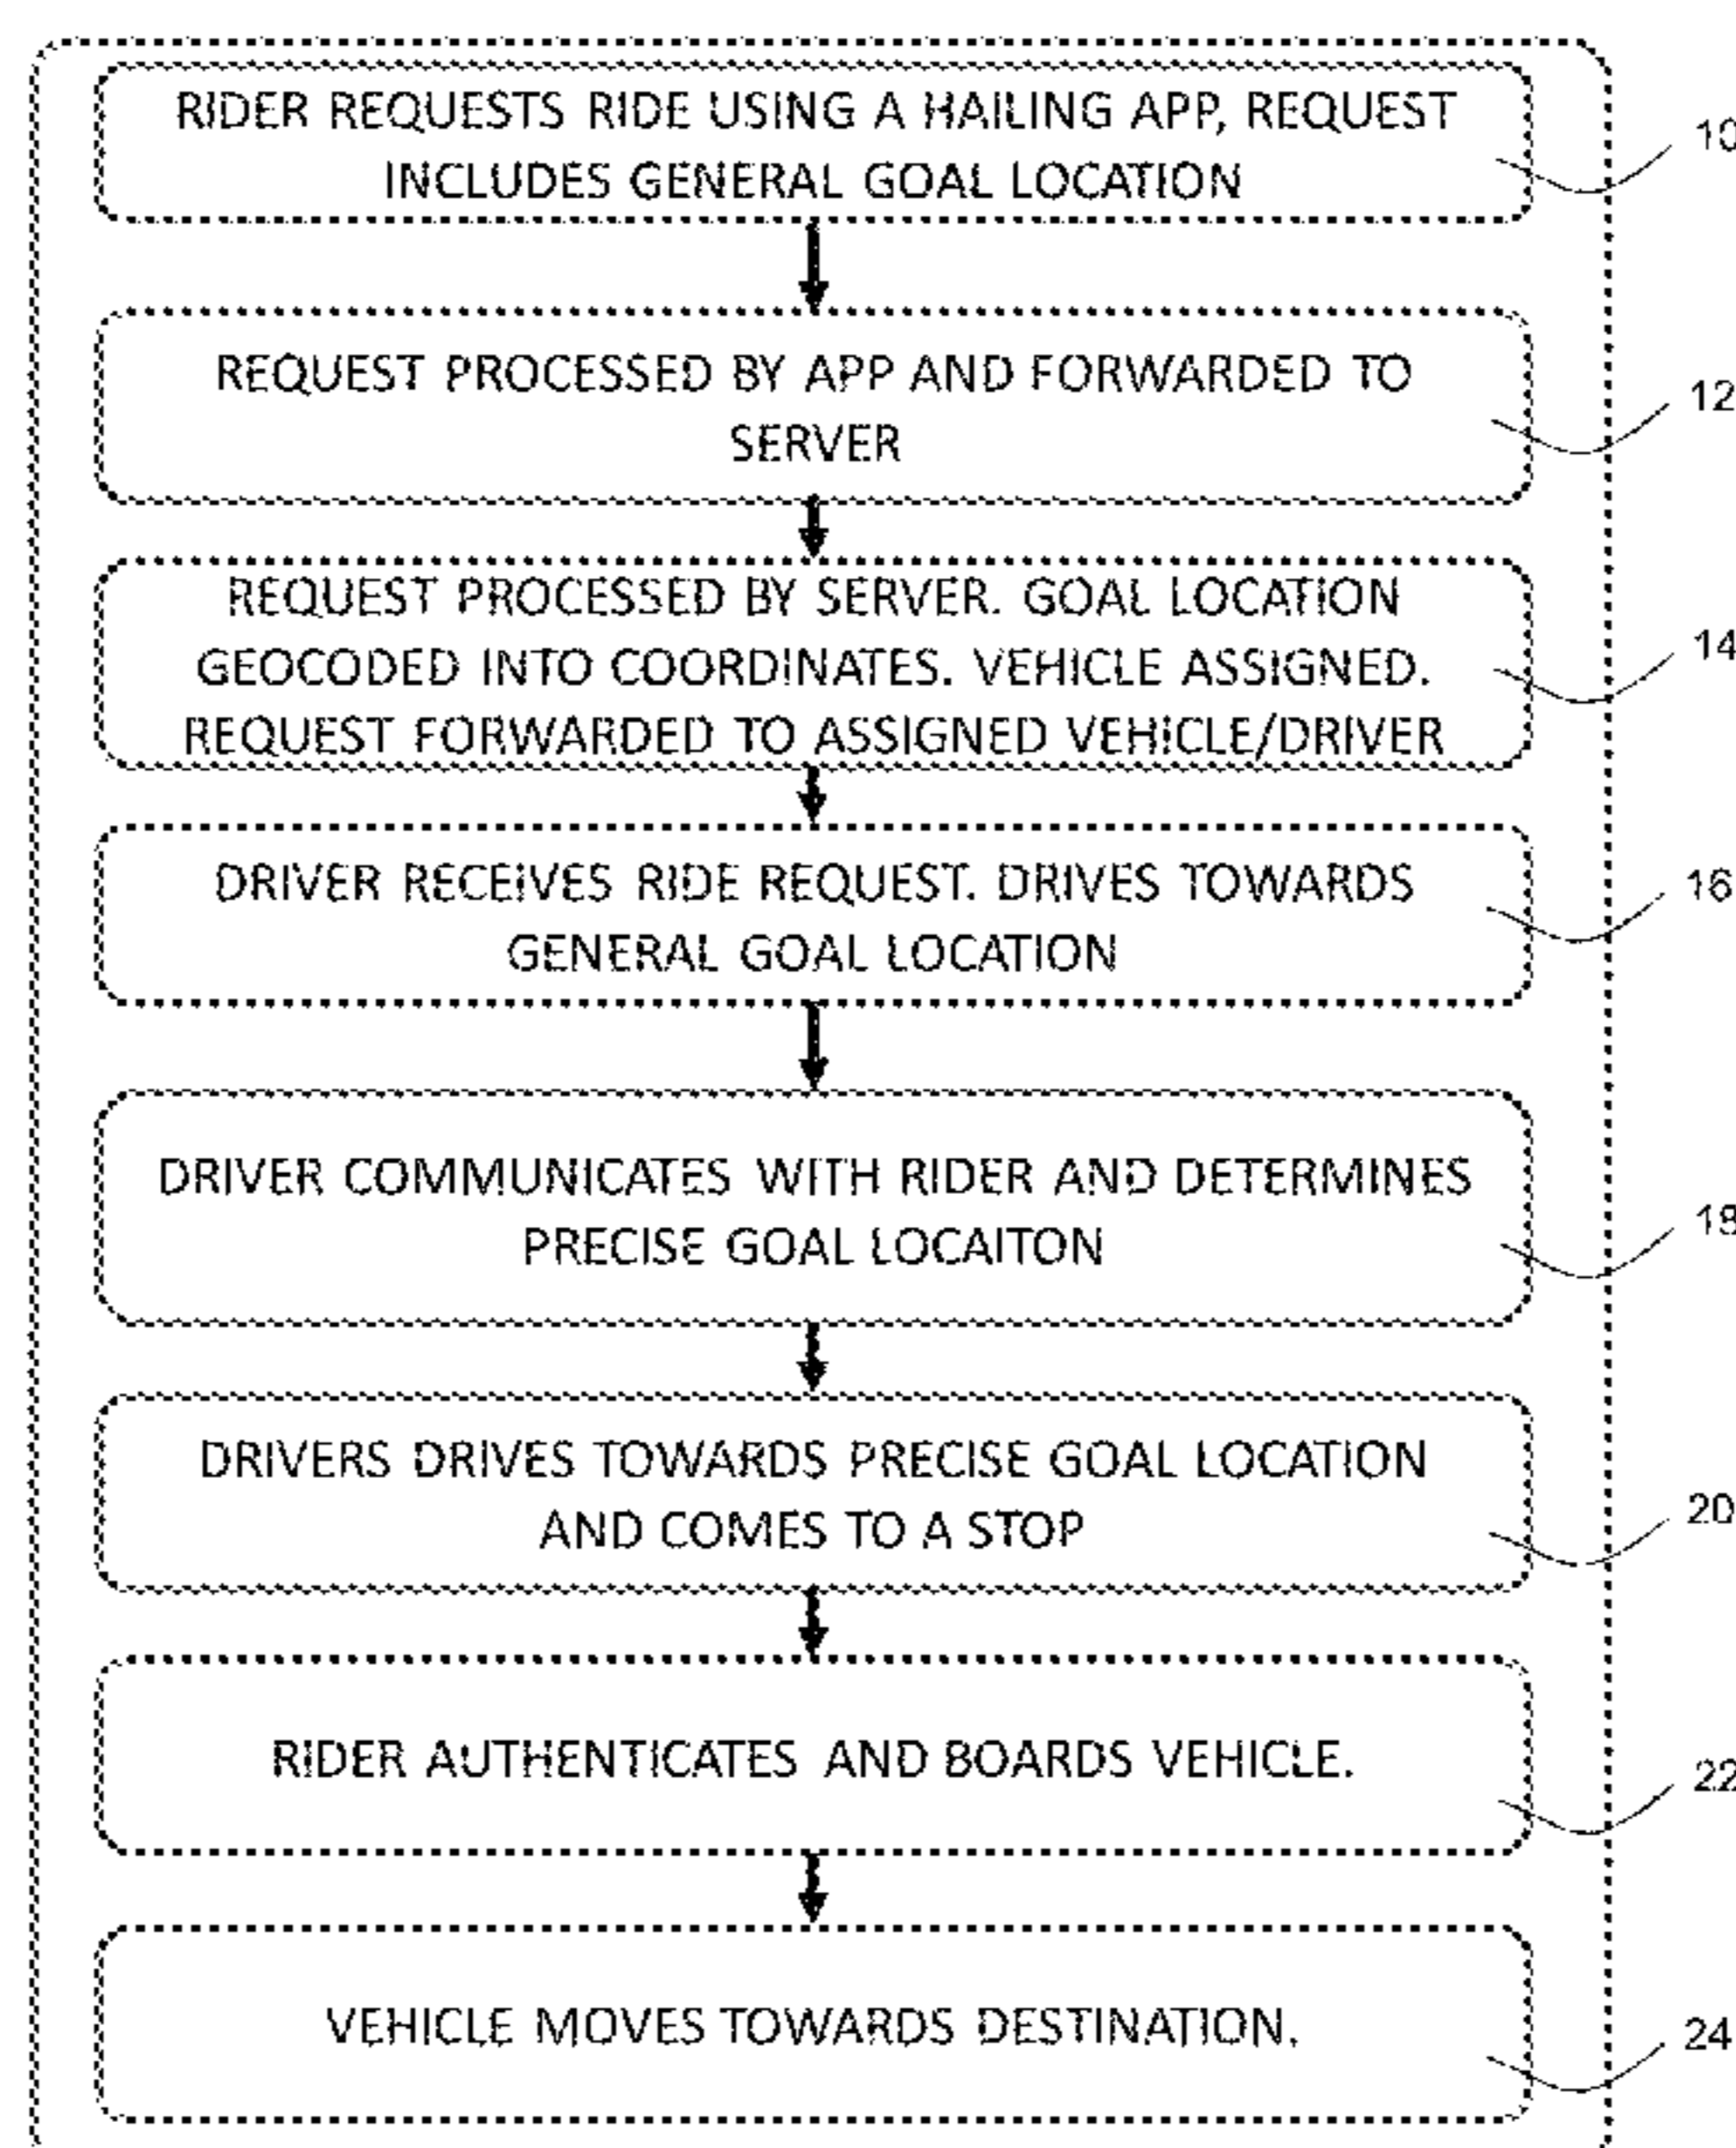 RIDER REQUESTS RIDE USING A HAILING APP, REQUEST
INCLUDES GENERAL GOAL LOCATION
10
REQUEST PROCESSED BY APP AND FORWARDED TO
SERVER
12
REQUEST PROCESSED BY SERVER. GOAL LOCATION
GEOCODED INTO COORDINATES. VEHICLE ASSIGNED.
REQUEST FORWARDED TO ASSIGNED VEHICLE/DRIVER
14
DRIVER RECEIVES RIDE REQUEST. DRIVES TOWARDS
GENERAL GOAL LOCATION
16
DRIVER COMMUNICATES WITH RIDER AND DETERMINES
PRECISE GOAL LOCAITON
18
DRIVERS DRIVES TOWARDS PRECISE GOAL LOCATION
AND COMES TO A STOP
20
RIDER AUTHENTICATES AND BOARDS VEHICLE.
22
VEHICLE MOVES TOWARDS DESTINATION.
24